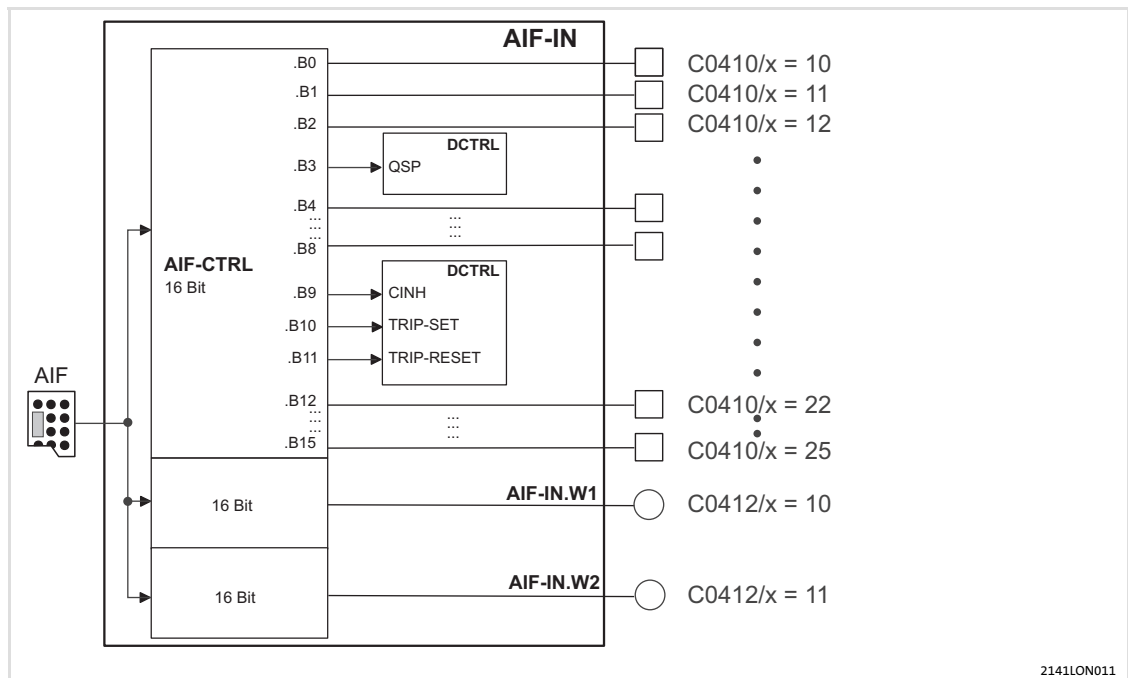 AIF-IN
.B0
C0410/x = 10
.B1
C0410/x = 11
.B2
C0410/x = 12
DCTRL
.B3
QSP
.B4
...
...
...
...
.B8
AIF-CTRL
16 Bit
DCTRL
.B9
CINH
.B10
TRIP-SET
.B11
TRIP-RESET
AIF
.B12
C0410/x = 22
...
...
...
...
.B15
C0410/x = 25
16 Bit
AIF-IN.W1
C0412/x = 10
16 Bit
AIF-IN.W2
C0412/x = 11
2141LON011